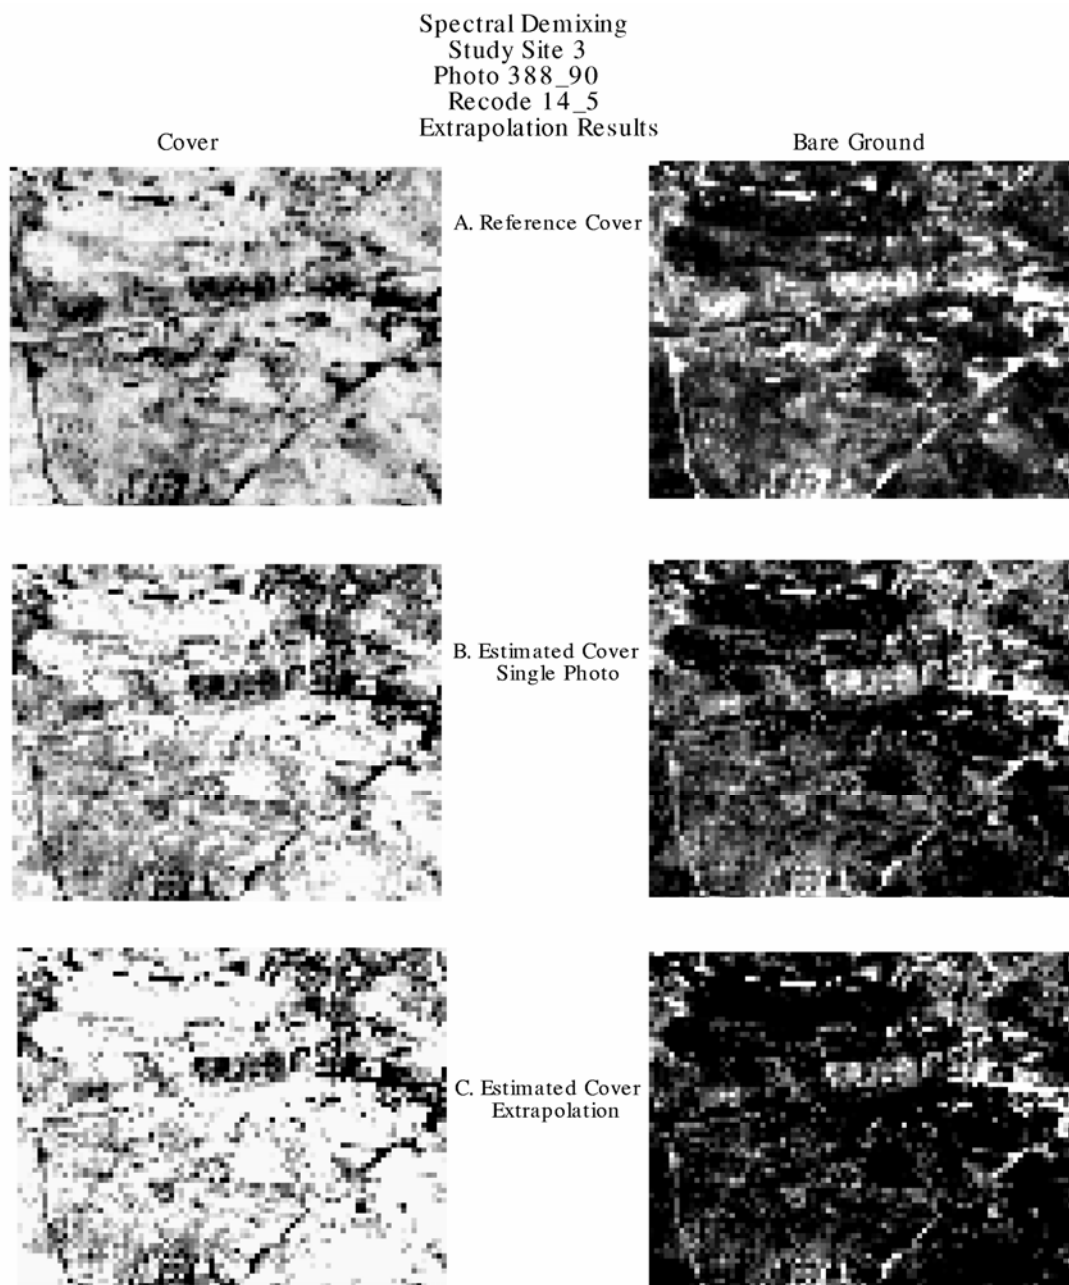 Spectral Demixing
Study Site 3
Photo 388_90
Recode 14_5
Extrapolation Results
Cover
Bare Ground
A. Reference Cover
B. Estimated Cover
Single Photo
C. Estimated Cover
Extrapolation